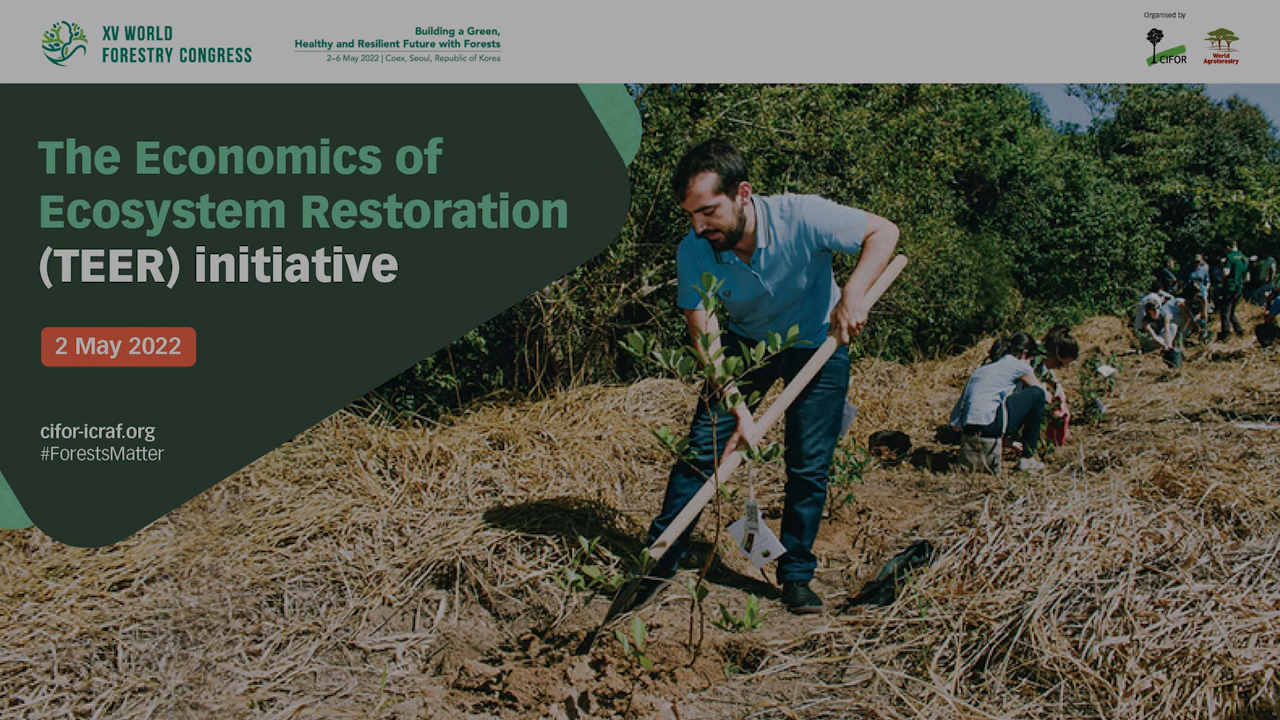 XV WORLD
FORESTRY CONGRESS
Building a Green,
Healthy and Resilient Future with Forests
2–6 May 2022 | Coex, Seoul, Republic of Korea
Organised by
CIFOR
World
Agroforestry
The Economics of
Ecosystem Restoration
(TEER) initiative
2 May 2022
cifor-icraf.org
#ForestsMatter